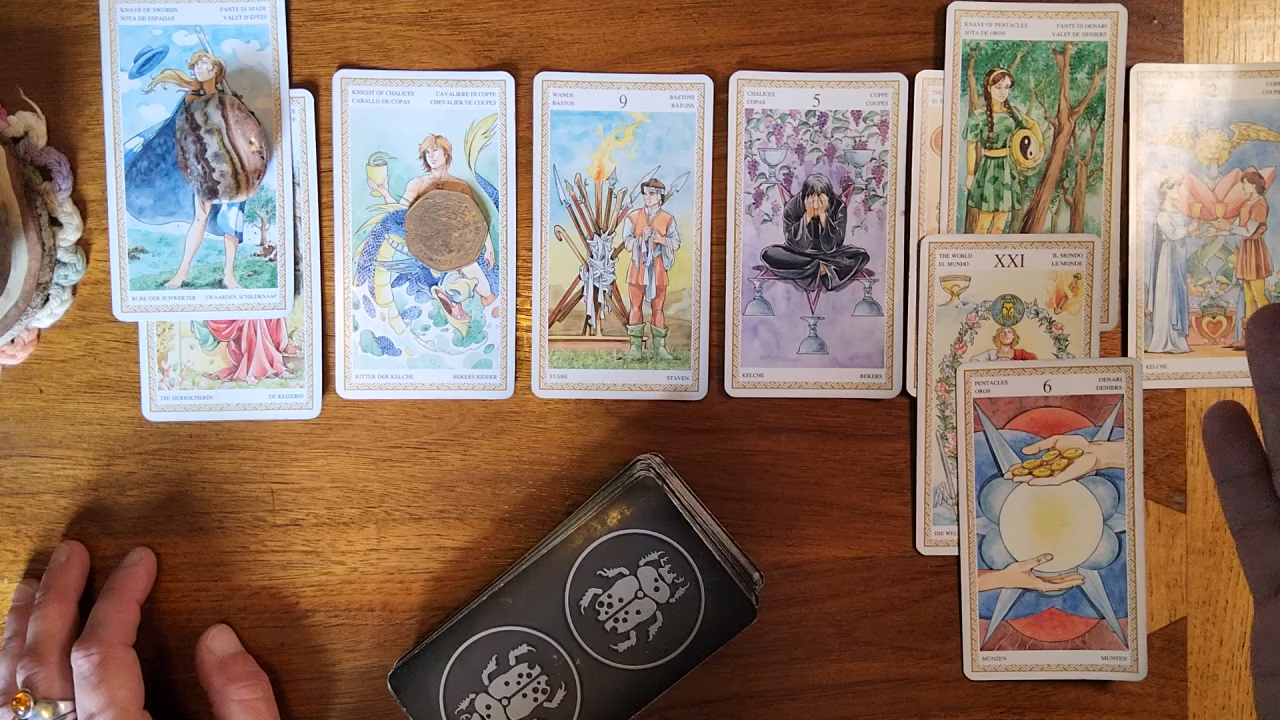 KNAVE OF SWORDS
SOTA DE ESPADAS
FANTE DI SPADE
VALET D'ÉPÉES
BUBE DER SCHWERTER
ZWAARDEN SCHILDKNAAP
DIE HERRSCHERIN
DE KEIZERIN
KNIGHT OF CHALICES
CABALLO DE COPAS
CAVALIERE DI COPPE
CHEVALIER DE COUPES
RITTER DER KELCHE
BEKERS RIDDER
WANDS
BASTOS
9
BASTONI
BÂTONS
STÄBE
STAVEN
CHALICES
COPAS
5
COPPE
COUPES
KELCHE
BEKERS
KNAVE OF PENTACLES
SOTA DE OROS
FANTE DI DENARI
VALET DE DENIERS
THE WORLD
EL MUNDO
XXI
IL MONDO
LE MONDE
DIE WEL
PENTACLES
OROS
6
DENARI
DENIERS
MÜNZEN
MUNTEN
2
KELCHE